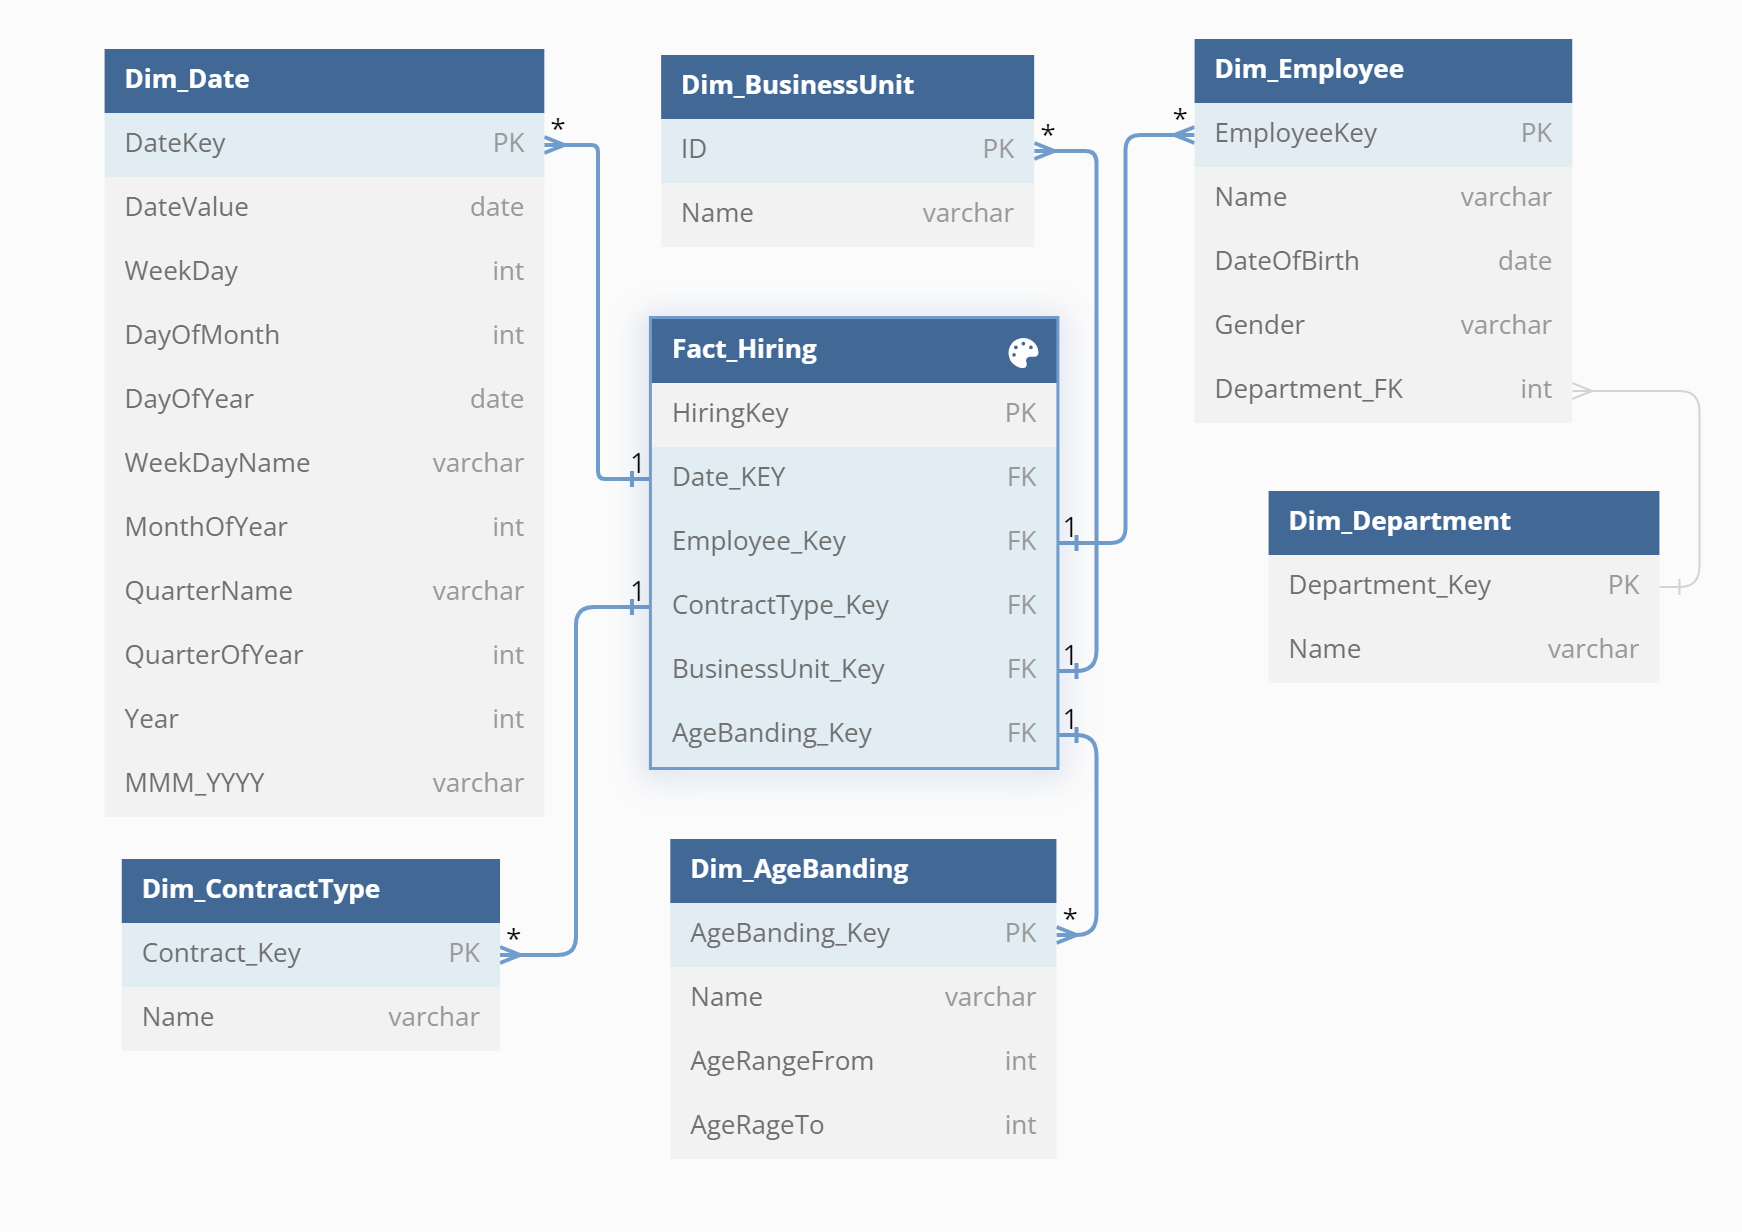 Dim_Date
DateKey PK
DateValue date
WeekDay int
DayOfMonth int
DayOfYear date
WeekDayName varchar
MonthOfYear int
QuarterName varchar
QuarterOfYear int
Year int
MMM_YYYY varchar
*
Dim_BusinessUnit
ID PK
Name varchar
*
Dim_Employee
EmployeeKey PK
Name varchar
DateOfBirth date
Gender varchar
Department_FK int
*
Fact_Hiring
HiringKey PK
1 Date_KEY FK
Employee_Key FK 1
1 ContractType_Key FK
BusinessUnit_Key FK 1
AgeBanding_Key FK 1
Dim_Department
Department_Key PK
Name varchar
Dim_ContractType
Contract_Key PK
Name varchar
*
Dim_AgeBanding
AgeBanding_Key PK
Name varchar
AgeRangeFrom int
AgeRageTo int
*